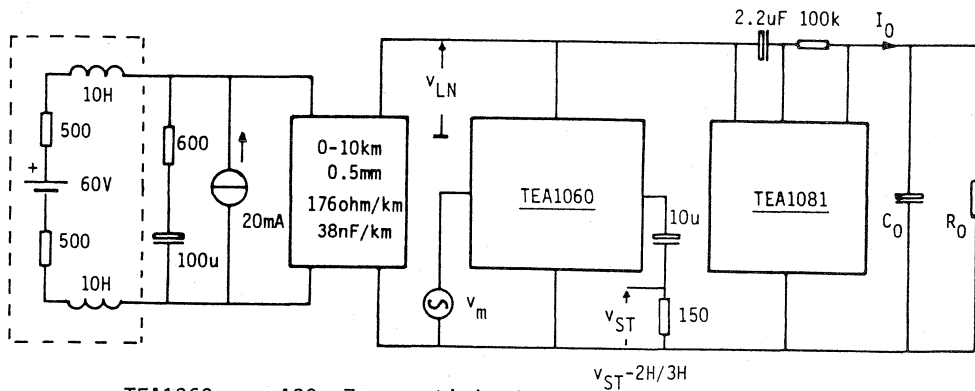 2.2uF 100k
I0
10H
500
+
60V
500
10H
600
100u
20mA
0-10km
0.5mm
176ohm/km
38nF/km
vLN
TEA1060
vm
10u
vST
150
TEA1081
C0
R0
vST-2H/3H